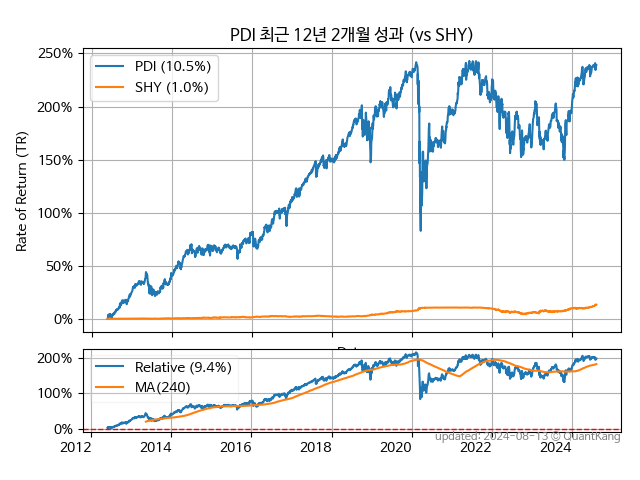 PDI 최근 12년 2개월 성과 (vs SHY)
250%
200%
150%
100%
50%
0%
Rate of Return (TR)
PDI (10.5%)
SHY (1.0%)
200%
100%
0%
Relative (9.4%)
MA(240)
2012 2014 2016 2018 2020 2022 2024
updated: 2024-08-13 © QuantKang